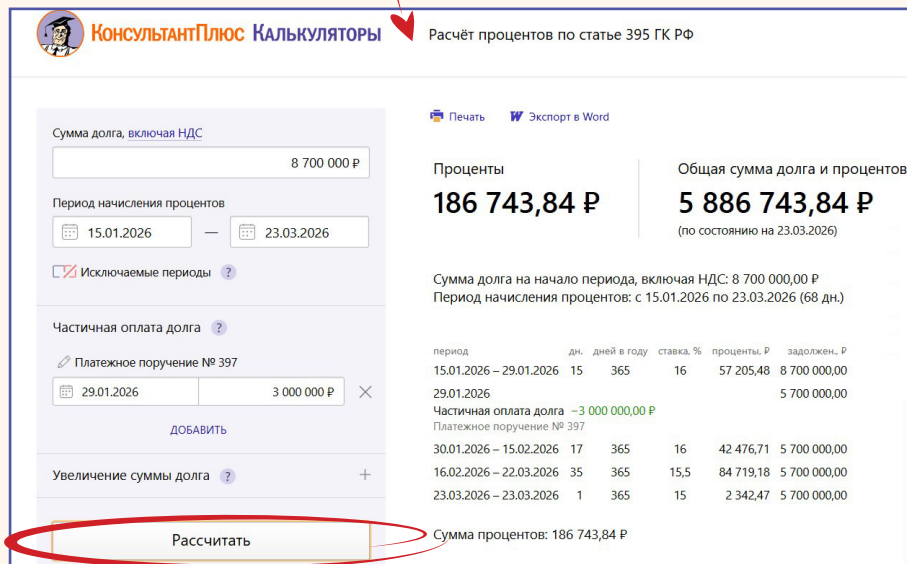 КонсультантПлюс Калькуляторы
Расчёт процентов по статье 395 ГК РФ
Сумма долга, включая НДС
8 700 000 ₽
Период начисления процентов
15.01.2026 — 23.03.2026
Исключаемые периоды ?
Частичная оплата долга ?
Платежное поручение № 397
29.01.2026 3 000 000 ₽
ДОБАВИТЬ
Увеличение суммы долга ? +
Рассчитать
Печать Экспорт в Word
Проценты
186 743,84 ₽
Общая сумма долга и процентов
5 886 743,84 ₽
(по состоянию на 23.03.2026)
Сумма долга на начало периода, включая НДС: 8 700 000,00 ₽
Период начисления процентов: с 15.01.2026 по 23.03.2026 (68 дн.)
период дн. дней в году ставка, % проценты, ₽ задолжен., ₽
15.01.2026 – 29.01.2026 15 365 16 57 205,48 8 700 000,00
29.01.2026 5 700 000,00
Частичная оплата долга −3 000 000,00 ₽
Платежное поручение № 397
30.01.2026 – 15.02.2026 17 365 16 42 476,71 5 700 000,00
16.02.2026 – 22.03.2026 35 365 15,5 84 719,18 5 700 000,00
23.03.2026 – 23.03.2026 1 365 15 2 342,47 5 700 000,00
Сумма процентов: 186 743,84 ₽